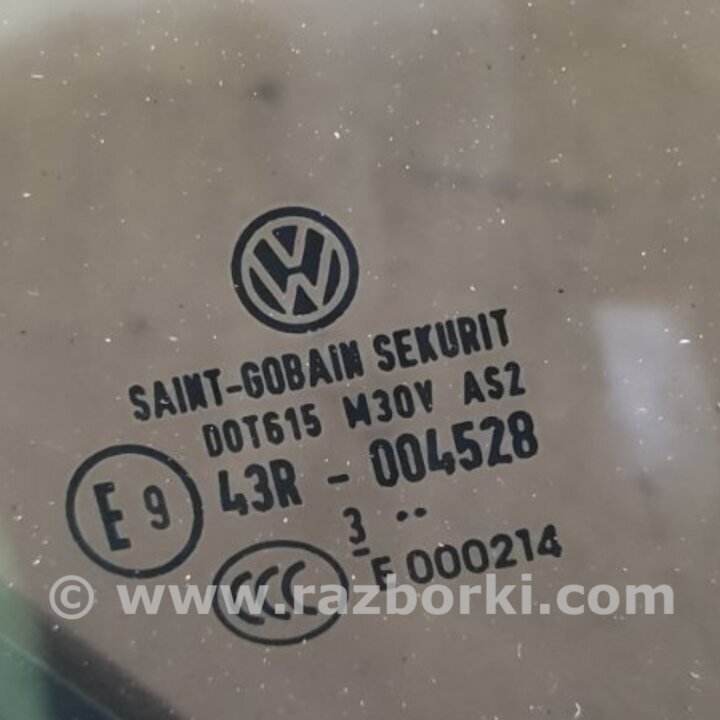 SAINT-GOBAIN SEKURIT
DOT615 M30V AS2
E 9
43R - 004528
3 ··
CCC
E 000214
© www.razborki.com